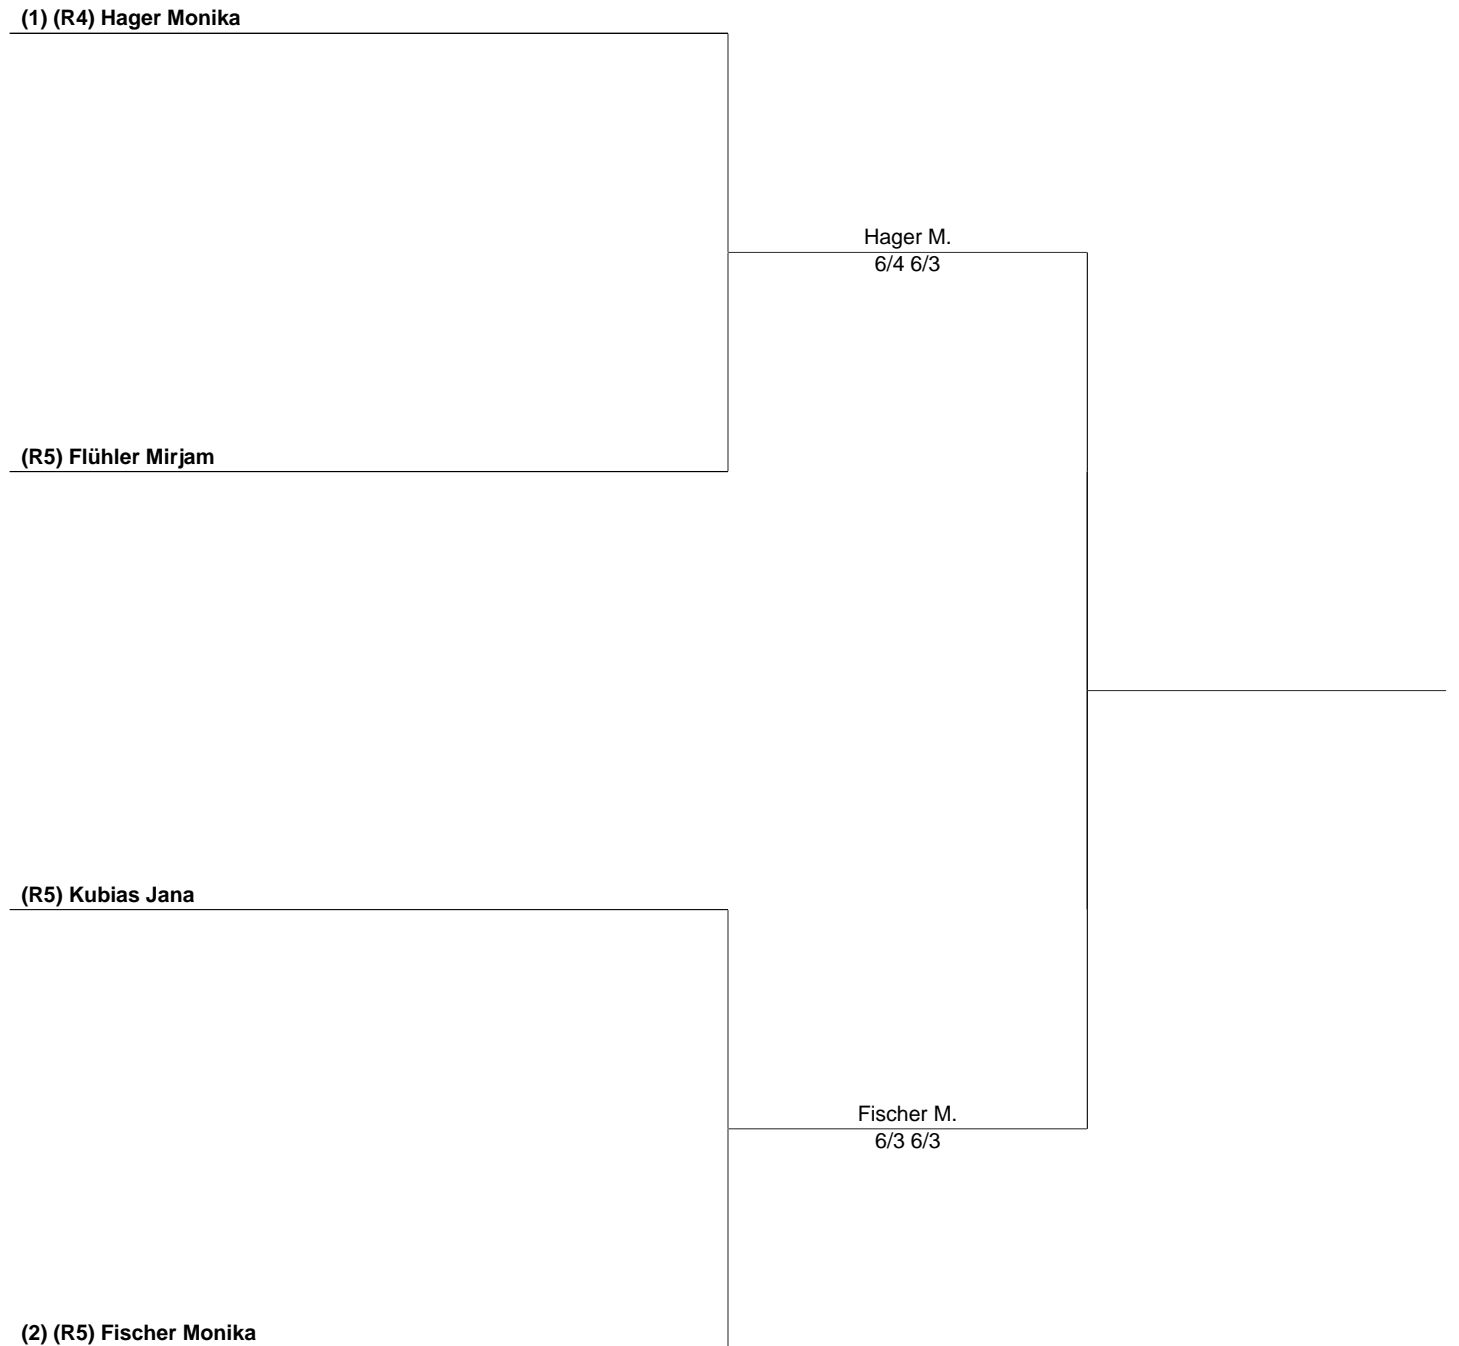 (1) (R4) Hager Monika
Hager M.
6/4 6/3
(R5) Flühler Mirjam
(R5) Kubias Jana
Fischer M.
6/3 6/3
(2) (R5) Fischer Monika